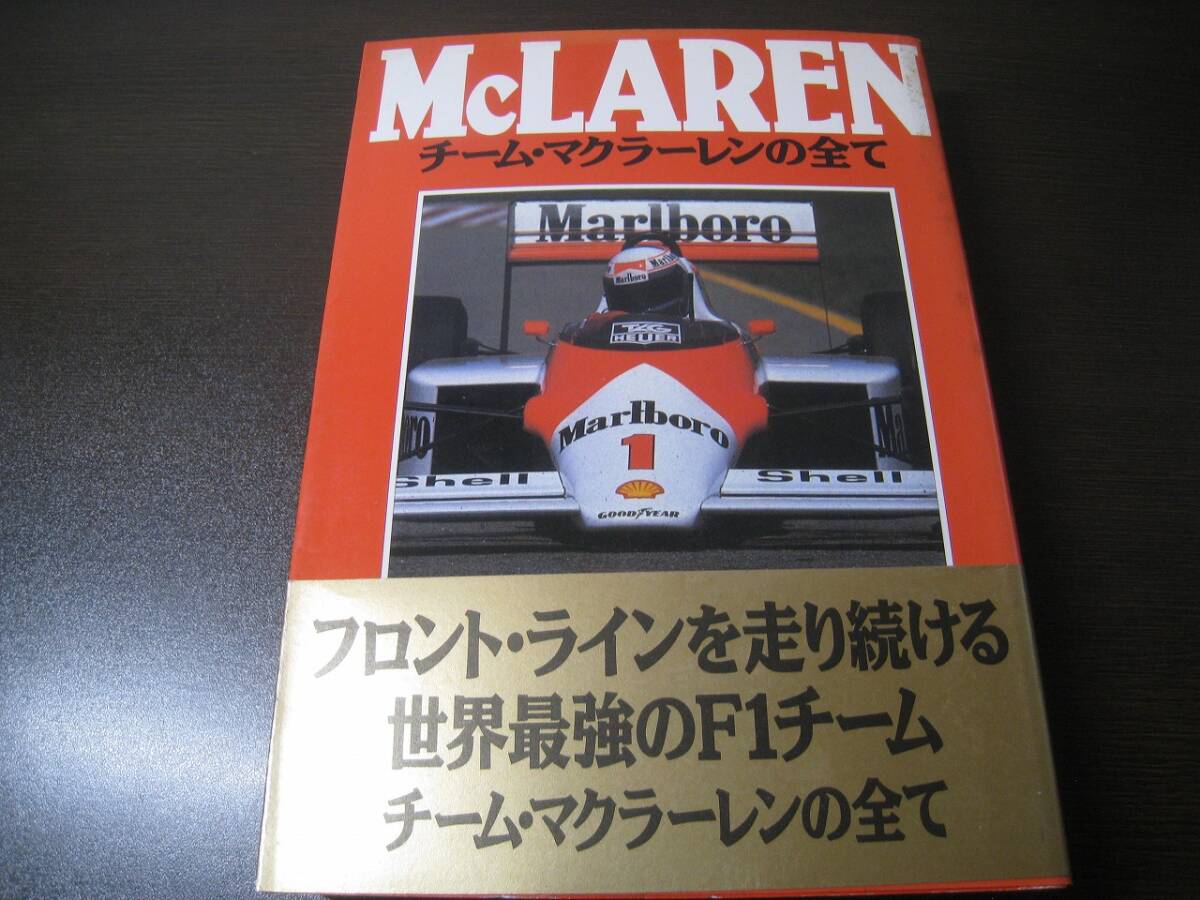 McLAREN
チーム・マクラーレンの全て
Marlboro
Marlboro
TAG
HEUER
Marlboro
1
Shell
Shell
GOODYEAR
フロント・ラインを走り続ける
世界最強のF1チーム
チーム・マクラーレンの全て